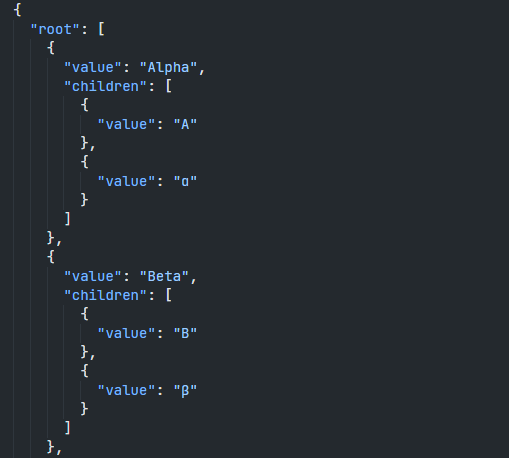 {
  "root": [
    {
      "value": "Alpha",
      "children": [
        {
          "value": "Α"
        },
        {
          "value": "α"
        }
      ]
    },
    {
      "value": "Beta",
      "children": [
        {
          "value": "Β"
        },
        {
          "value": "β"
        }
      ]
    },